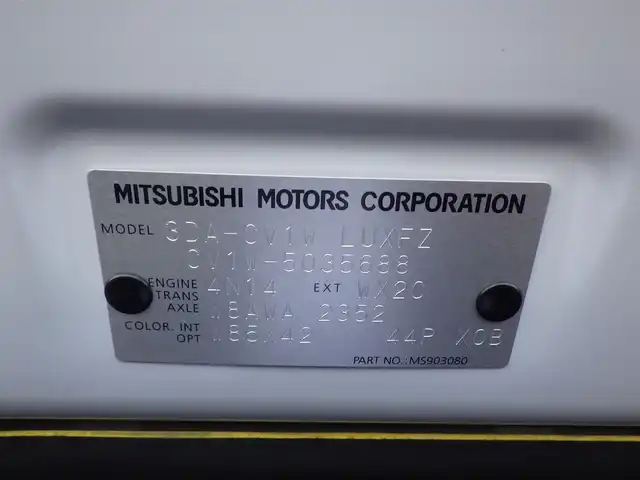 MITSUBISHI MOTORS CORPORATION
MODEL 3DA-CV1W LUXFZ
CV1W-5035688
ENGINE 4N14 EXT WX2C
TRANS AXLE W8AWA 2352
COLOR, INT OPT W85X42 44P X0B
PART NO.:MS903080